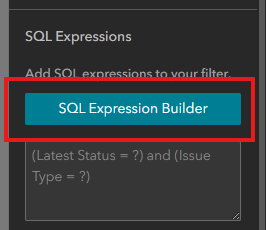 SQL Expressions
Add SQL expressions to your filter.
SQL Expression Builder
(Latest Status = ?) and (Issue
Type = ?)